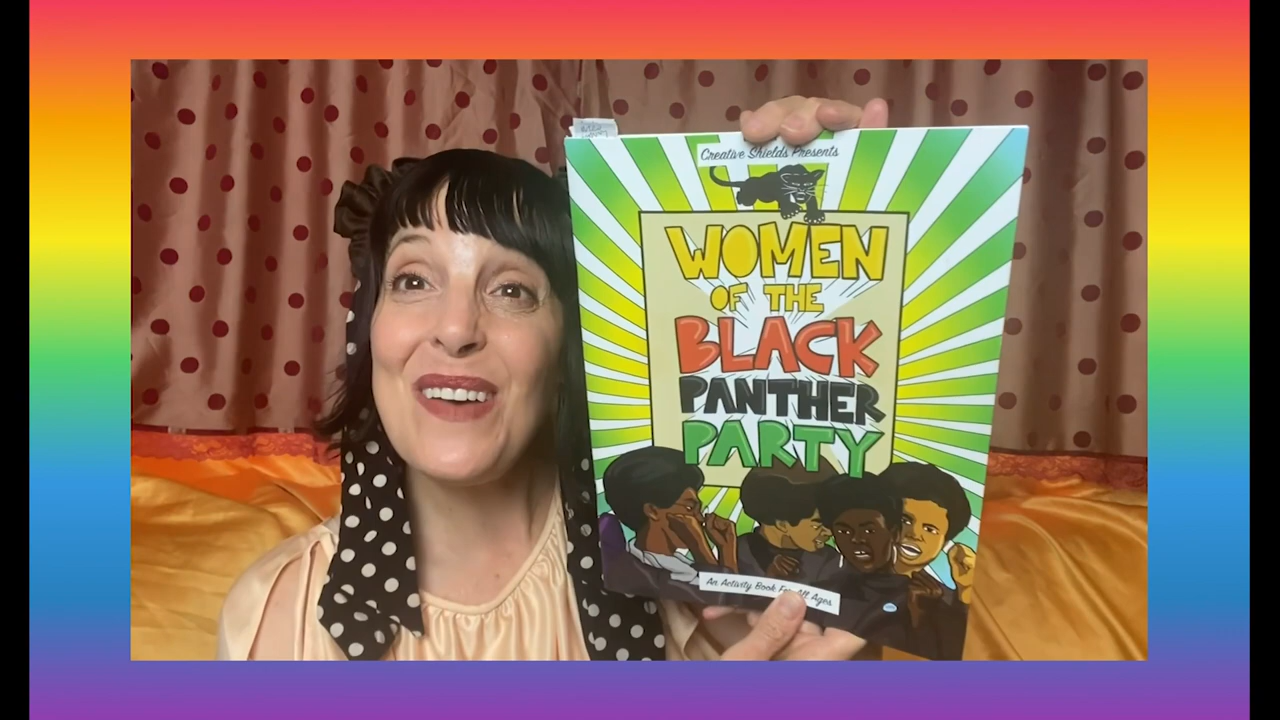 Creative Shields Presents
WOMEN
OF THE
BLACK
PANTHER
PARTY
An Activity Book For All Ages